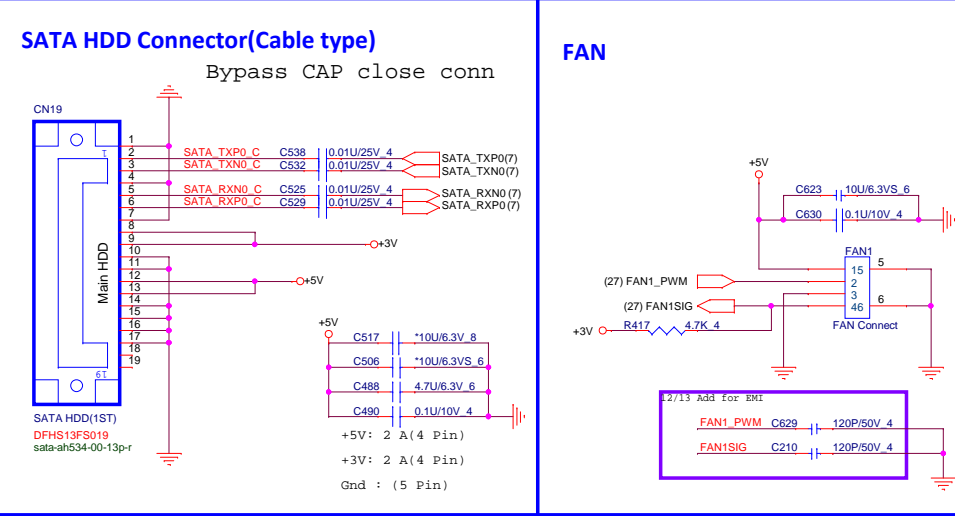 SATA HDD Connector(Cable type)
Bypass CAP close conn
CN19
1
1
2
3
4
5
6
7
8
9
10
11
12
13
14
15
16
17
18
19
19
Main HDD
SATA_TXP0_C C538 0.01U/25V_4 SATA_TXP0(7)
SATA_TXN0_C C532 0.01U/25V_4 SATA_TXN0(7)
SATA_RXN0_C C525 0.01U/25V_4 SATA_RXN0(7)
SATA_RXP0_C C529 0.01U/25V_4 SATA_RXP0(7)
+3V
+5V
SATA HDD(1ST)
DFHS13FS019
sata-ah534-00-13p-r
+5V
C517 *10U/6.3V_8
C506 *10U/6.3VS_6
C488 4.7U/6.3V_6
C490 0.1U/10V_4
+5V: 2 A(4 Pin)
+3V: 2 A(4 Pin)
Gnd : (5 Pin)
FAN
+5V
C623 10U/6.3VS_6
C630 0.1U/10V_4
FAN1
15 5
(27) FAN1_PWM 2
3
(27) FAN1SIG 46 6
+3V R417 4.7K_4
FAN Connect
12/13 Add for EMI
FAN1_PWM C629 120P/50V_4
FAN1SIG C210 120P/50V_4